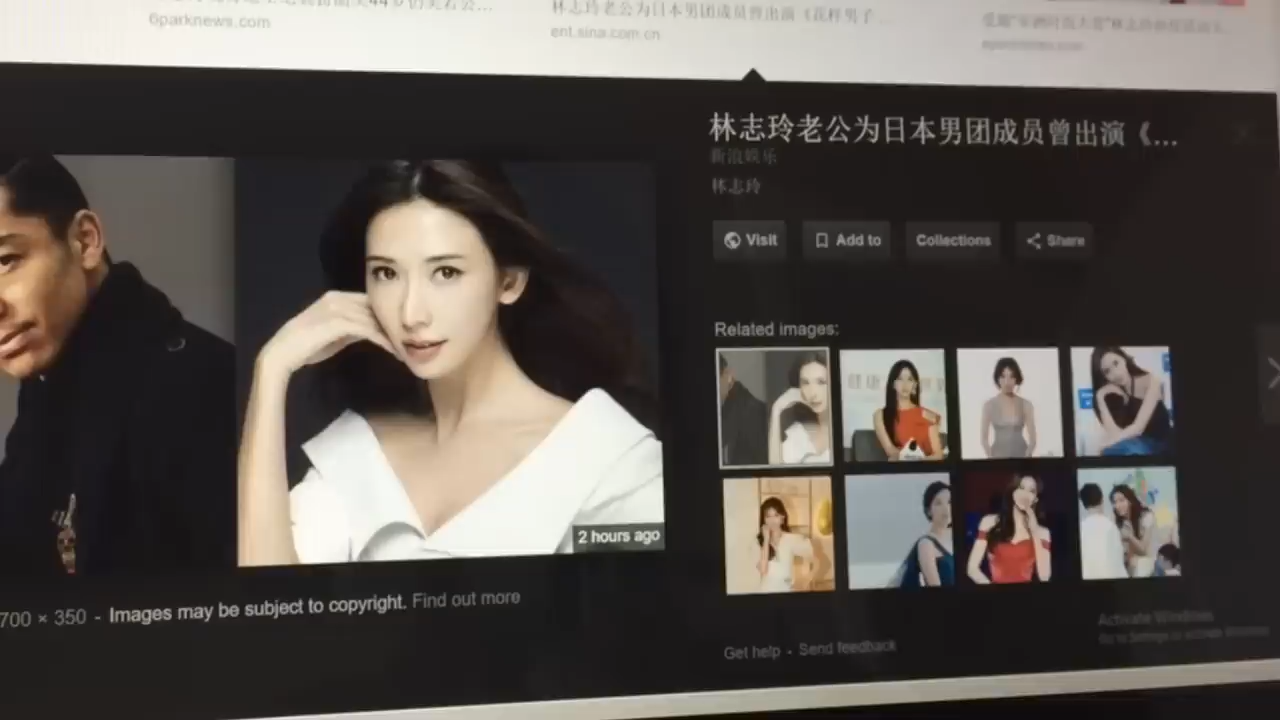 6parknews.com
林志玲老公为日本男团成员曾出演《花样男子
ent.sina.com.cn
林志玲老公为日本男团成员曾出演《...
新浪娱乐
林志玲
Visit
Add to
Collections
Share
Related images:
2 hours ago
700 × 350 - Images may be subject to copyright. Find out more
Get help - Send feedback
Activate Windows